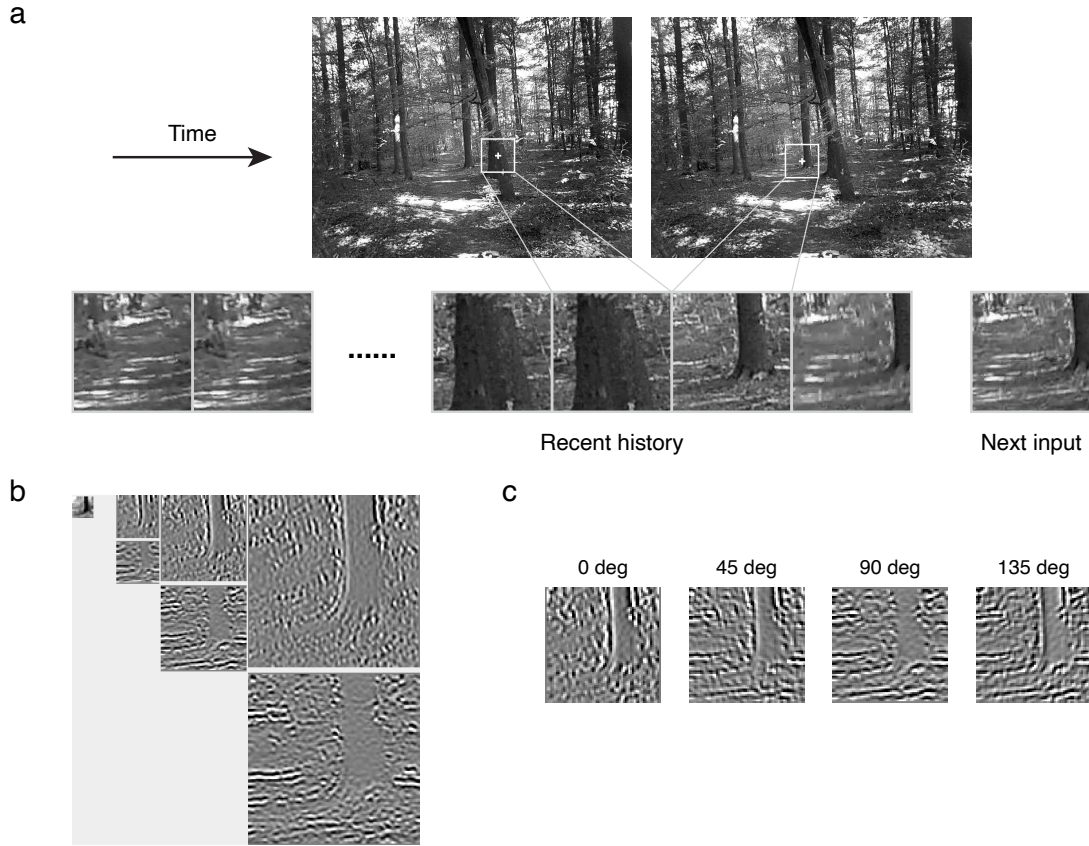 a
Time
......
Recent history
Next input
b
c
0 deg
45 deg
90 deg
135 deg